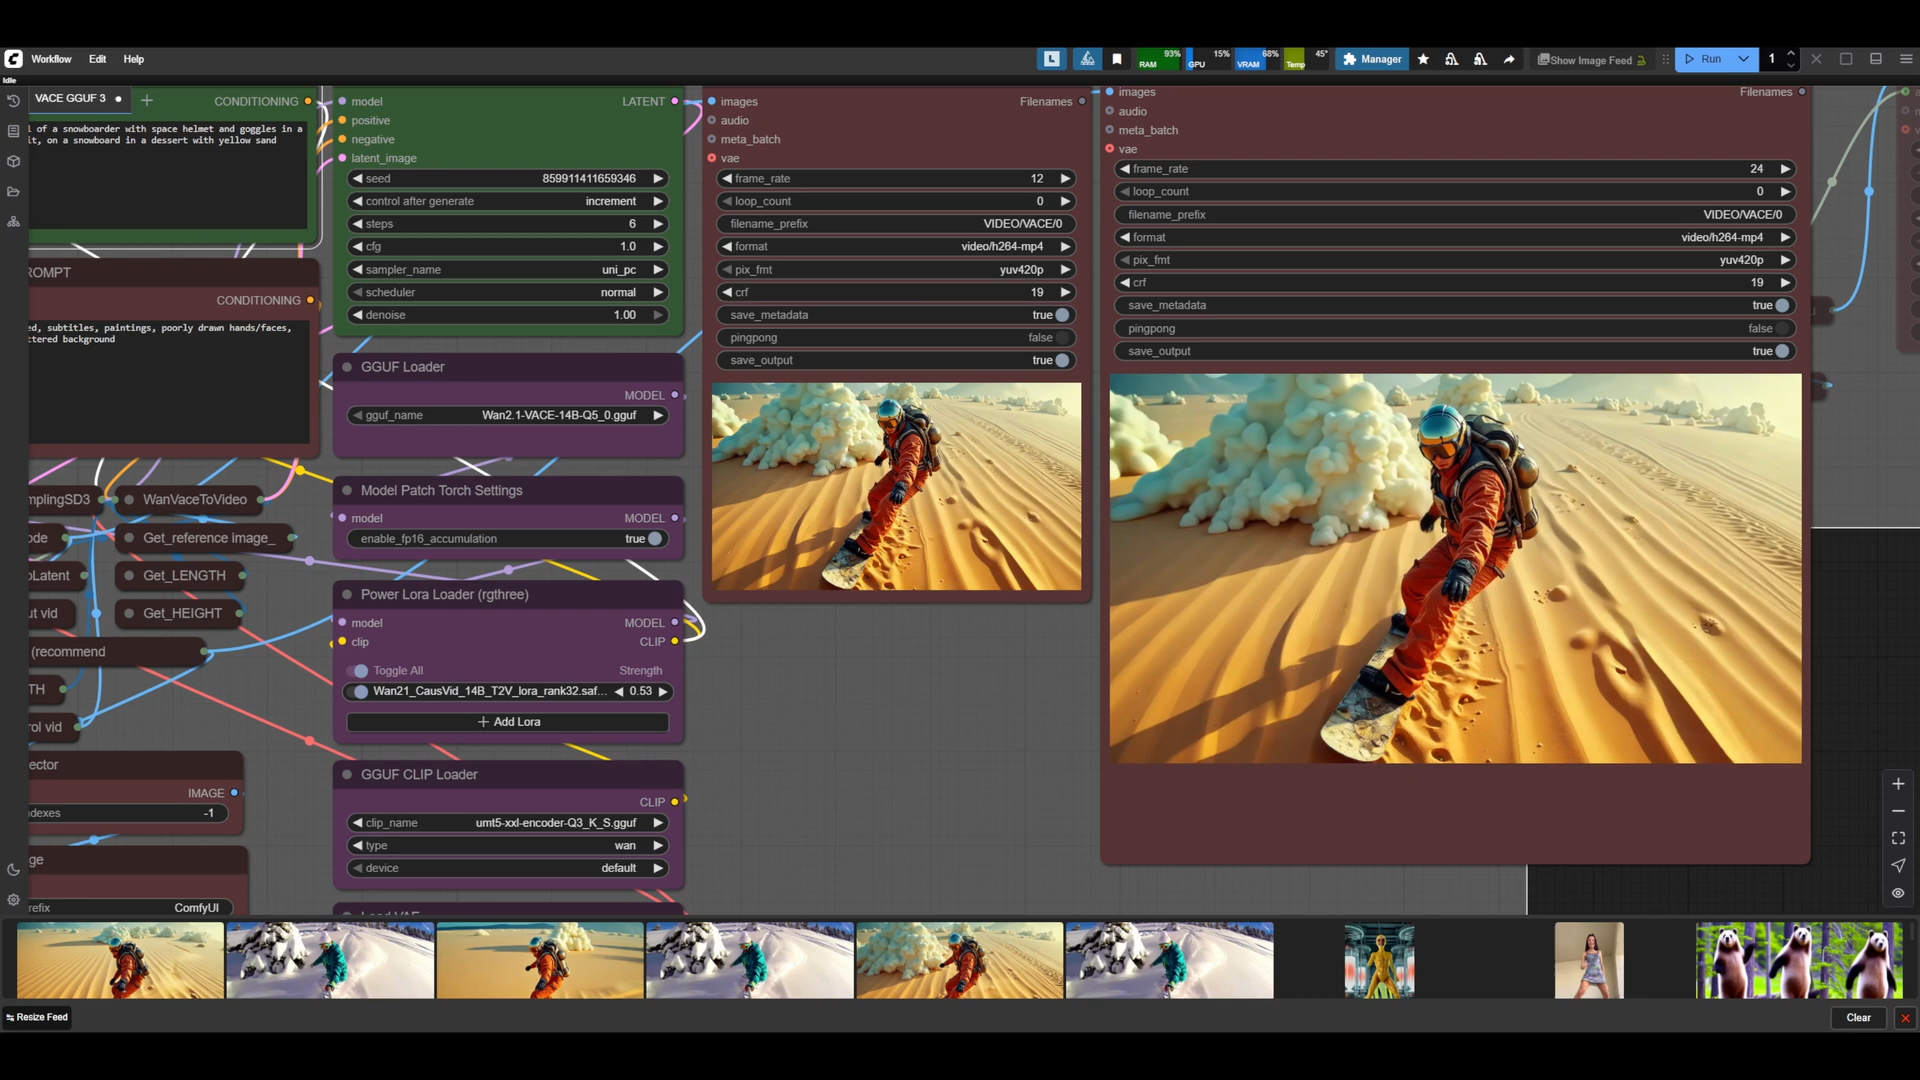 Workflow Edit Help
RAM 93% GPU 15% VRAM 68% Temp 45° Manager Show Image Feed Run 1
Idle
VACE GGUF 3
CONDITIONING
l of a snowboarder with space helmet and goggles in a
it, on a snowboard in a dessert with yellow sand
ROMPT
CONDITIONING
ed, subtitles, paintings, poorly drawn hands/faces,
ttered background
mplingSD3
WanVaceToVideo
ode
Get_reference image_
oLatent
Get_LENGTH
ut vid
Get_HEIGHT
(recommend
TH
rol vid
ector
IMAGE
dexes -1
ge
refix ComfyUI
model LATENT
positive
negative
latent_image
seed 859911411659346
control after generate increment
steps 6
cfg 1.0
sampler_name uni_pc
scheduler normal
denoise 1.00
GGUF Loader
MODEL
gguf_name Wan2.1-VACE-14B-Q5_0.gguf
Model Patch Torch Settings
model MODEL
enable_fp16_accumulation true
Power Lora Loader (rgthree)
model MODEL
clip CLIP
Toggle All Strength
Wan21_CausVid_14B_T2V_lora_rank32.saf... 0.53
Add Lora
GGUF CLIP Loader
CLIP
clip_name umt5-xxl-encoder-Q3_K_S.gguf
type wan
device default
Load VAE
images Filenames
audio
meta_batch
vae
frame_rate 12
loop_count 0
filename_prefix VIDEO/VACE/0
format video/h264-mp4
pix_fmt yuv420p
crf 19
save_metadata true
pingpong false
save_output true
images Filenames
audio
meta_batch
vae
frame_rate 24
loop_count 0
filename_prefix VIDEO/VACE/0
format video/h264-mp4
pix_fmt yuv420p
crf 19
save_metadata true
pingpong false
save_output true
Resize Feed
Clear